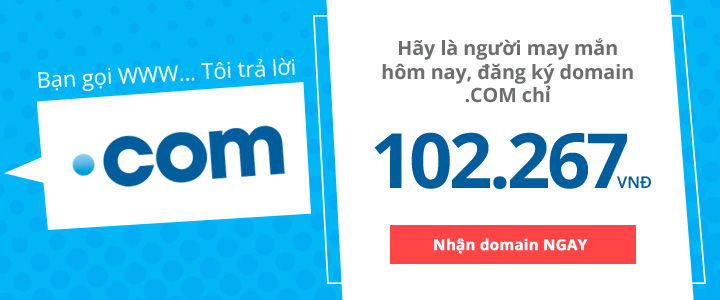 Bạn gọi WWW... Tôi trả lời
.com
Hãy là người may mắn
hôm nay, đăng ký domain
.COM chỉ
102.267 VNĐ
Nhận domain NGAY